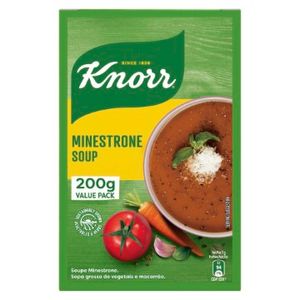 SINCE 1838
Knorr
MINESTRONE
SOUP
200g
VALUE PACK
Soupe Minestrone.
Sopa grossa de vegetais e macarrão.